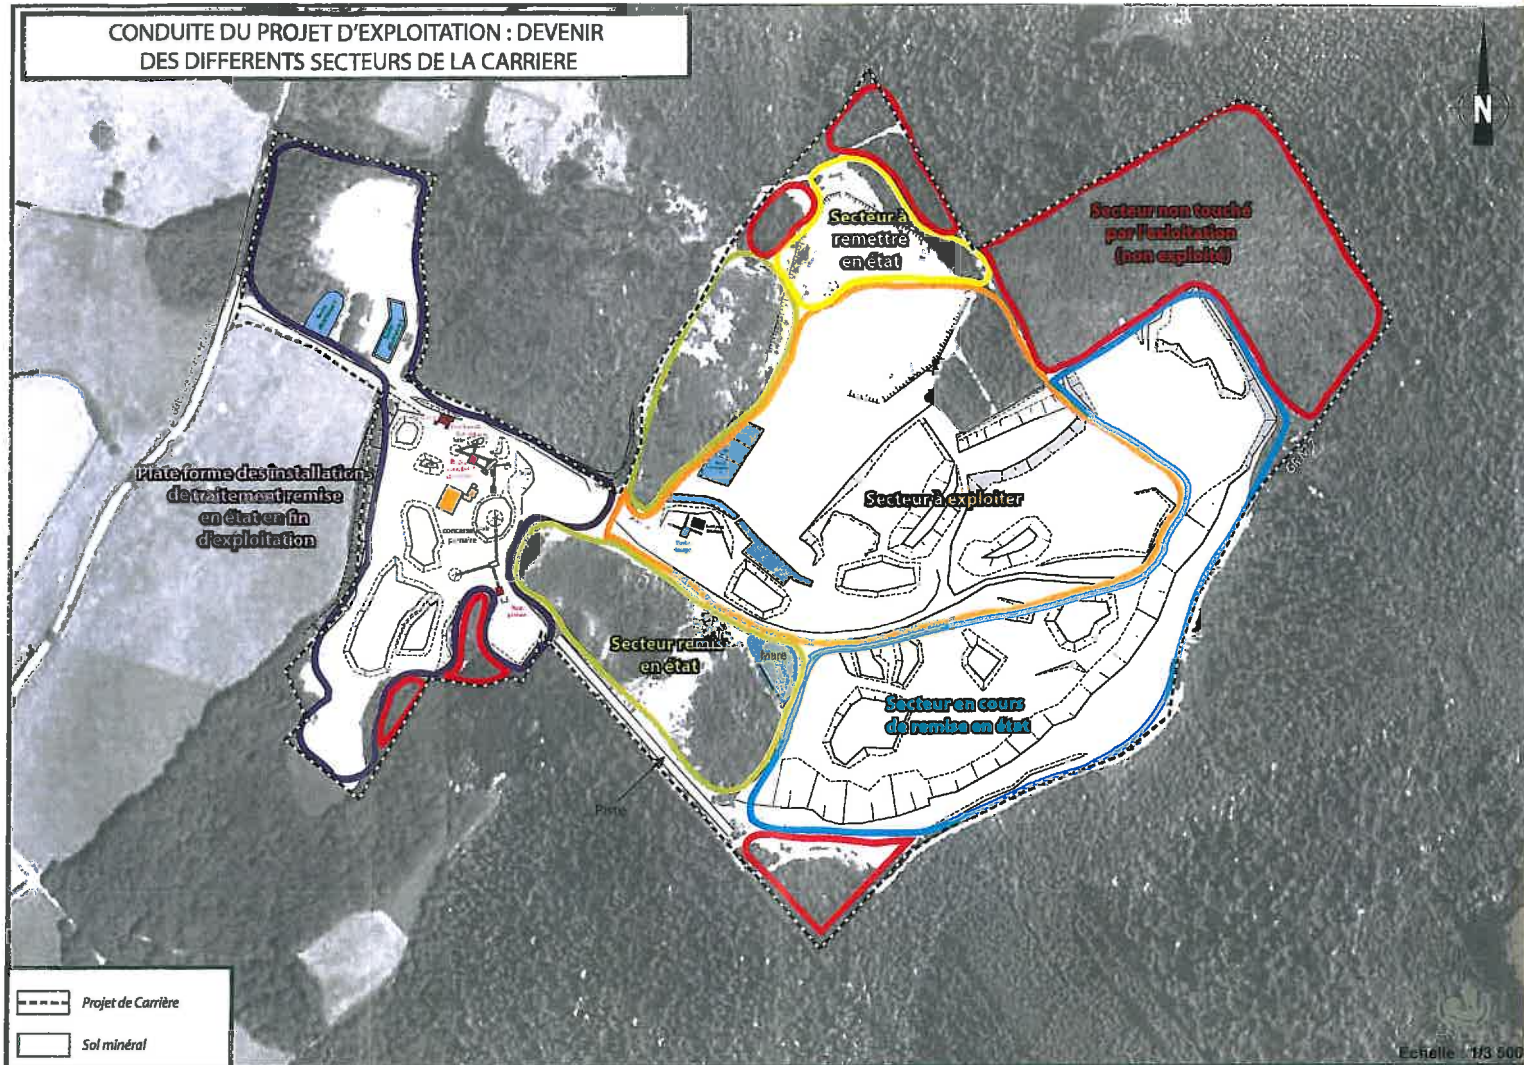 CONDUITE DU PROJET D'EXPLOITATION : DEVENIR
DES DIFFERENTS SECTEURS DE LA CARRIERE
N
Secteur à
remettre
en état
Secteur non touché
par l'exloitation
(non exploité)
Plate forme des installations
de traitement remise
en état en fin
d'exploitation
Secteur à exploiter
primaire
Secteur remis
en état
Mare
Secteur en cours
de remise en état
Piste
Projet de Carrière
Sol minéral
Echelle : 1/3 500